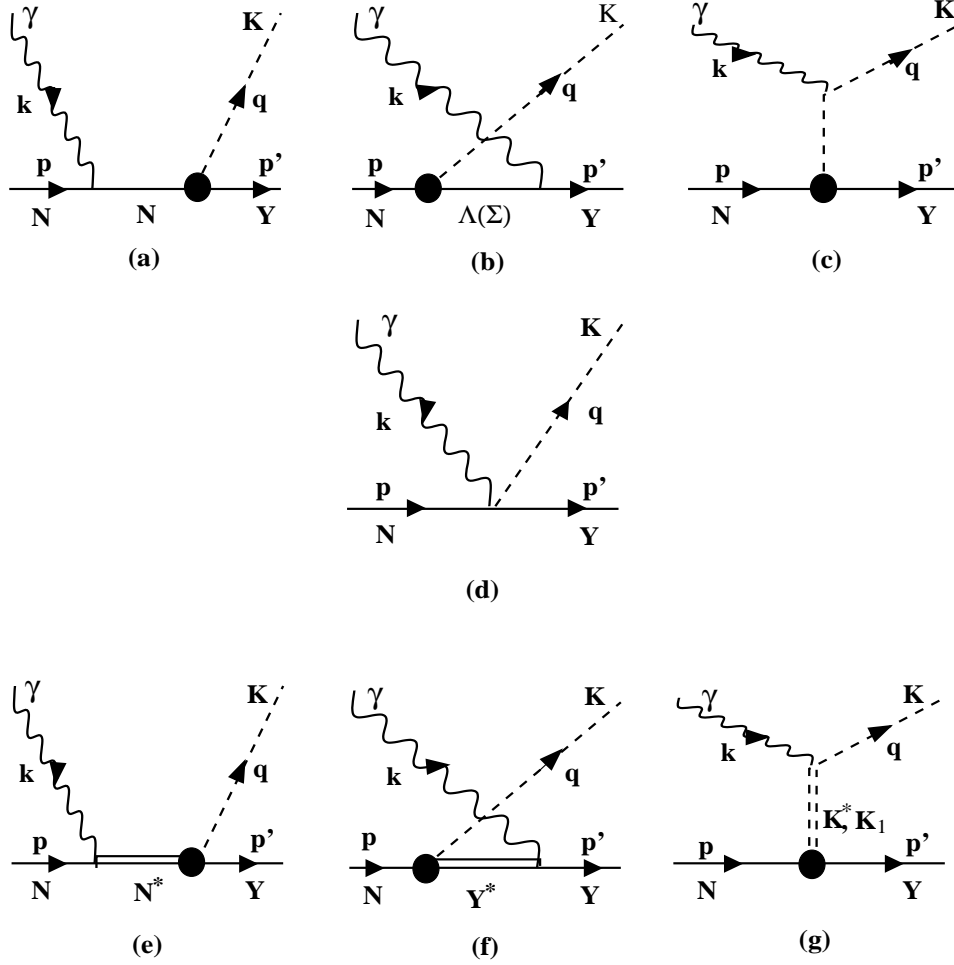 γ K
k q
p p’
N N Y
(a)
γ K
k q
p p’
N Λ(Σ) Y
(b)
γ K
k q
p p’
N Y
(c)
γ K
k q
p p’
N Y
(d)
γ K
k q
p p’
N N* Y
(e)
γ K
k q
p p’
N Y* Y
(f)
γ K
k q
K*, K1
p p’
N Y
(g)